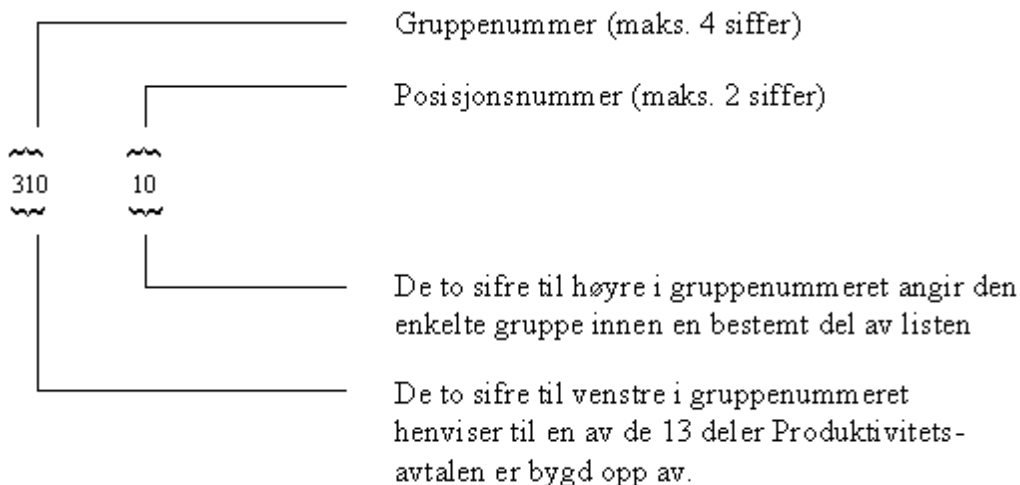 Gruppenummer (maks. 4 siffer)
Posisjonsnummer (maks. 2 siffer)
310 10
De to sifre til høyre i gruppenummeret angir den
enkelte gruppe innen en bestemt del av listen
De to sifre til venstre i gruppenummeret
henviser til en av de 13 deler Produktivitets-
avtalen er bygd opp av.